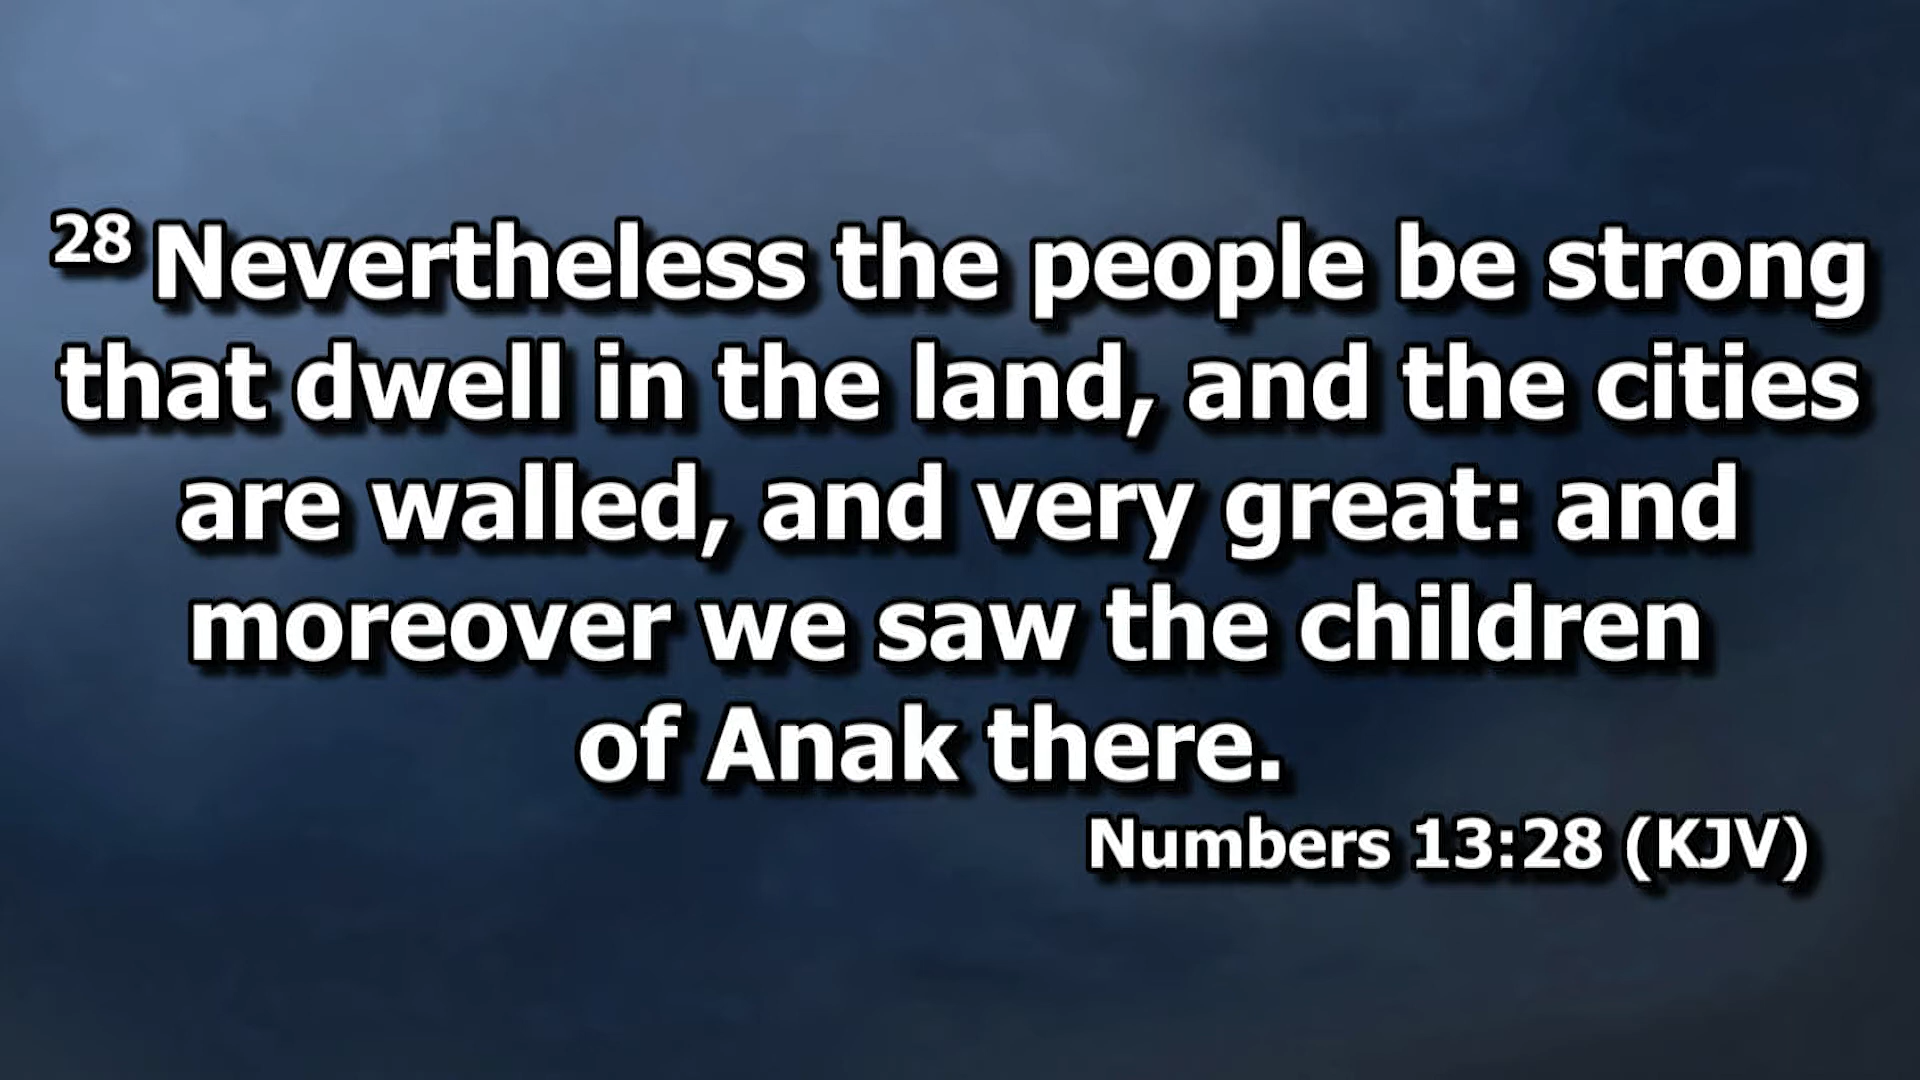 28 Nevertheless the people be strong
that dwell in the land, and the cities
are walled, and very great: and
moreover we saw the children
of Anak there.
Numbers 13:28 (KJV)